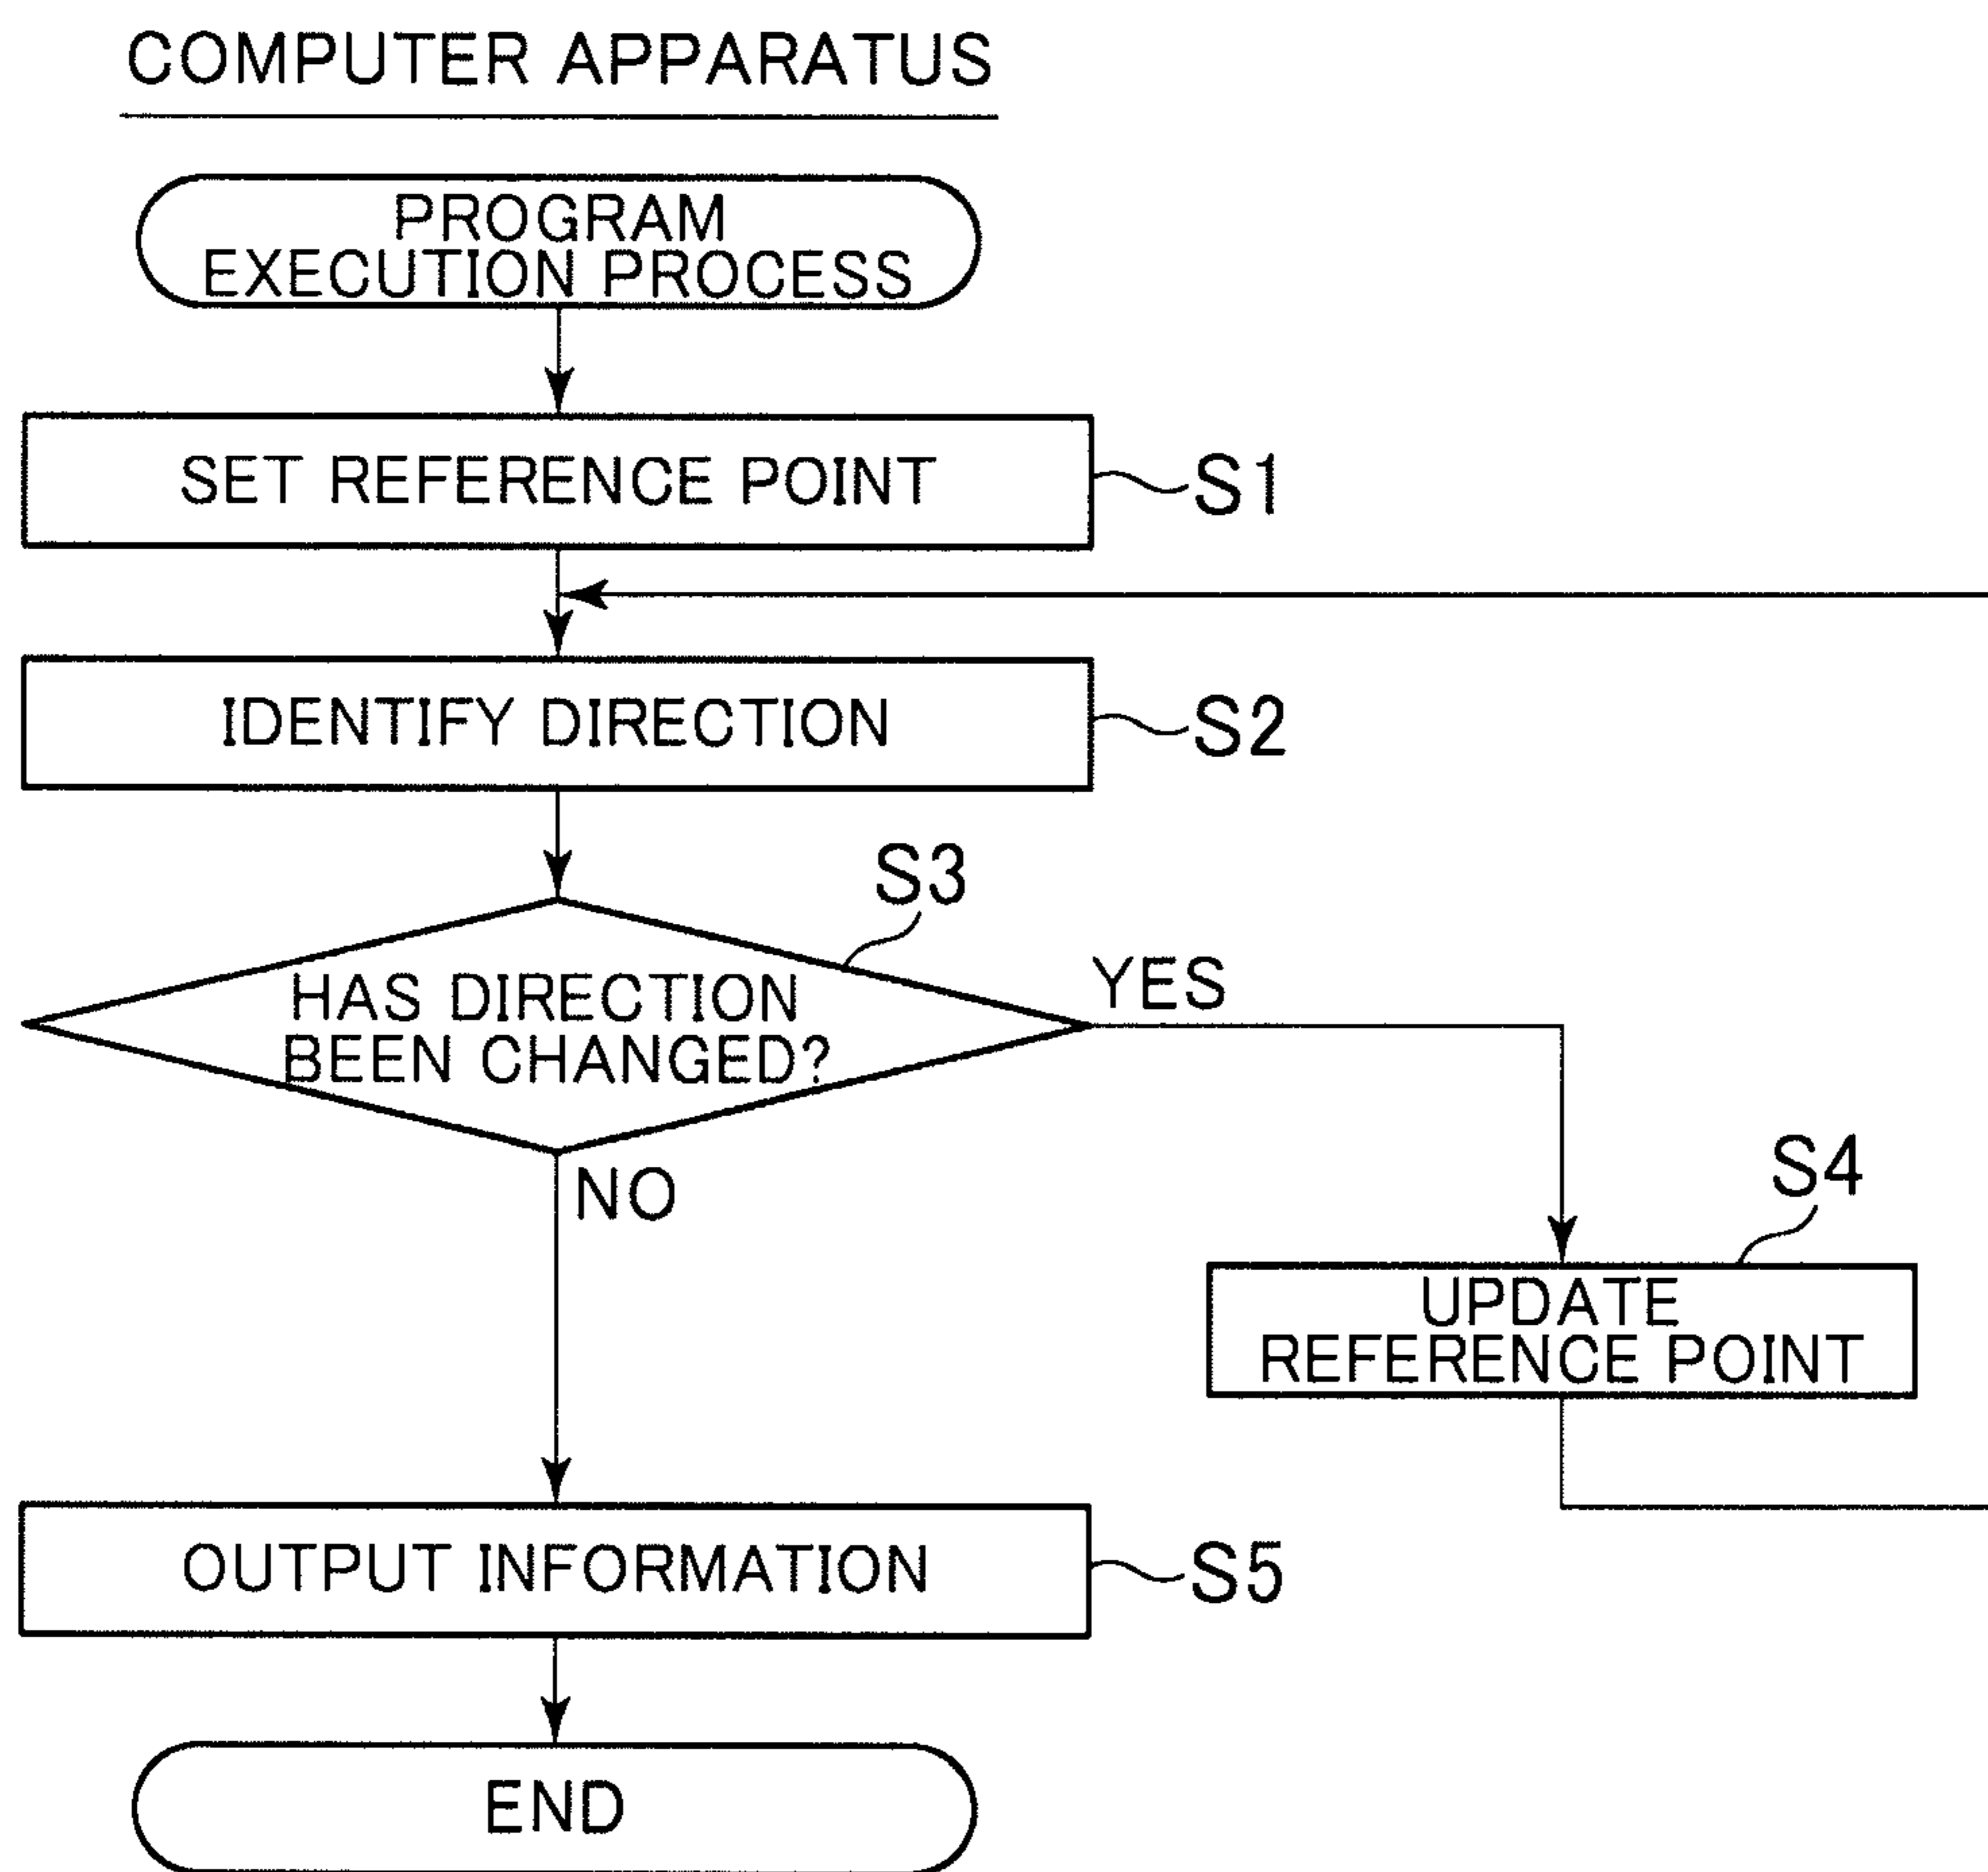 COMPUTER APPARATUS
PROGRAM
EXECUTION PROCESS
SET REFERENCE POINT
S1
IDENTIFY DIRECTION
S2
S3
HAS DIRECTION
BEEN CHANGED?
YES
NO
S4
UPDATE
REFERENCE POINT
OUTPUT INFORMATION
S5
END